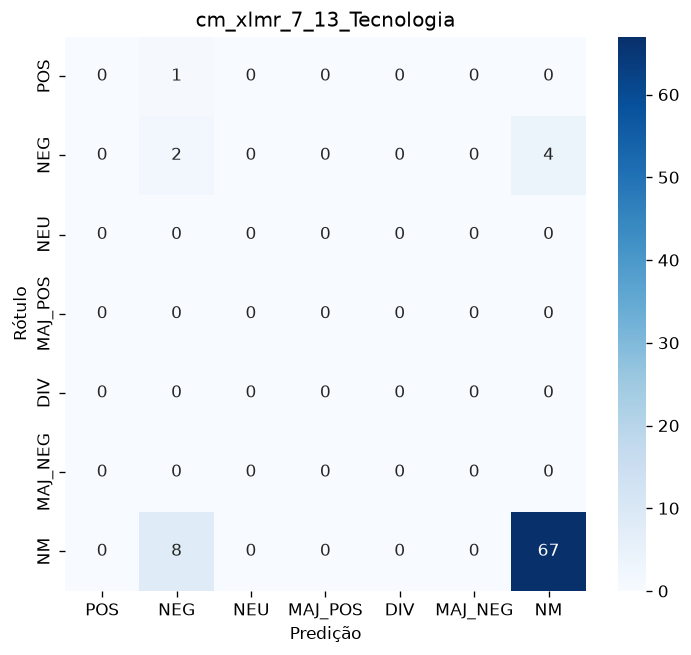 cm_xlmr_7_13_Tecnologia
POS 0 1 0 0 0 0 0
NEG 0 2 0 0 0 0 4
NEU 0 0 0 0 0 0 0
MAJ_POS 0 0 0 0 0 0 0
DIV 0 0 0 0 0 0 0
MAJ_NEG 0 0 0 0 0 0 0
NM 0 8 0 0 0 0 67
POS NEG NEU MAJ_POS DIV MAJ_NEG NM
Predição
Rótulo
60
50
40
30
20
10
0